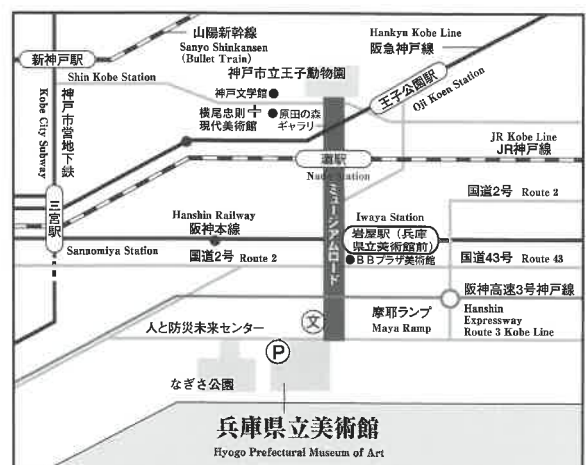 山陽新幹線
Sanyo Shinkansen
(Bullet Train)
Hankyu Kobe Line
阪急神戸線
新神戸駅
Shin Kobe Station
神戸市立王子動物園
神戸文学館
王子公園駅
Oji Koen Station
横尾忠則
現代美術館
原田の森
ギャラリー
神戸市営地下鉄
Kobe City Subway
JR Kobe Line
JR神戸線
灘駅
Nada Station
ミュージアムロード
国道2号 Route 2
三宮駅
Sannomiya Station
Hanshin Railway
阪神本線
Iwaya Station
岩屋駅(兵庫
県立美術館前)
国道2号 Route 2
BBプラザ美術館
国道43号 Route 43
阪神高速3号神戸線
Hanshin
Expressway
Route 3 Kobe Line
摩耶ランプ
Maya Ramp
人と防災未来センター
文
P
なぎさ公園
兵庫県立美術館
Hyogo Prefectural Museum of Art